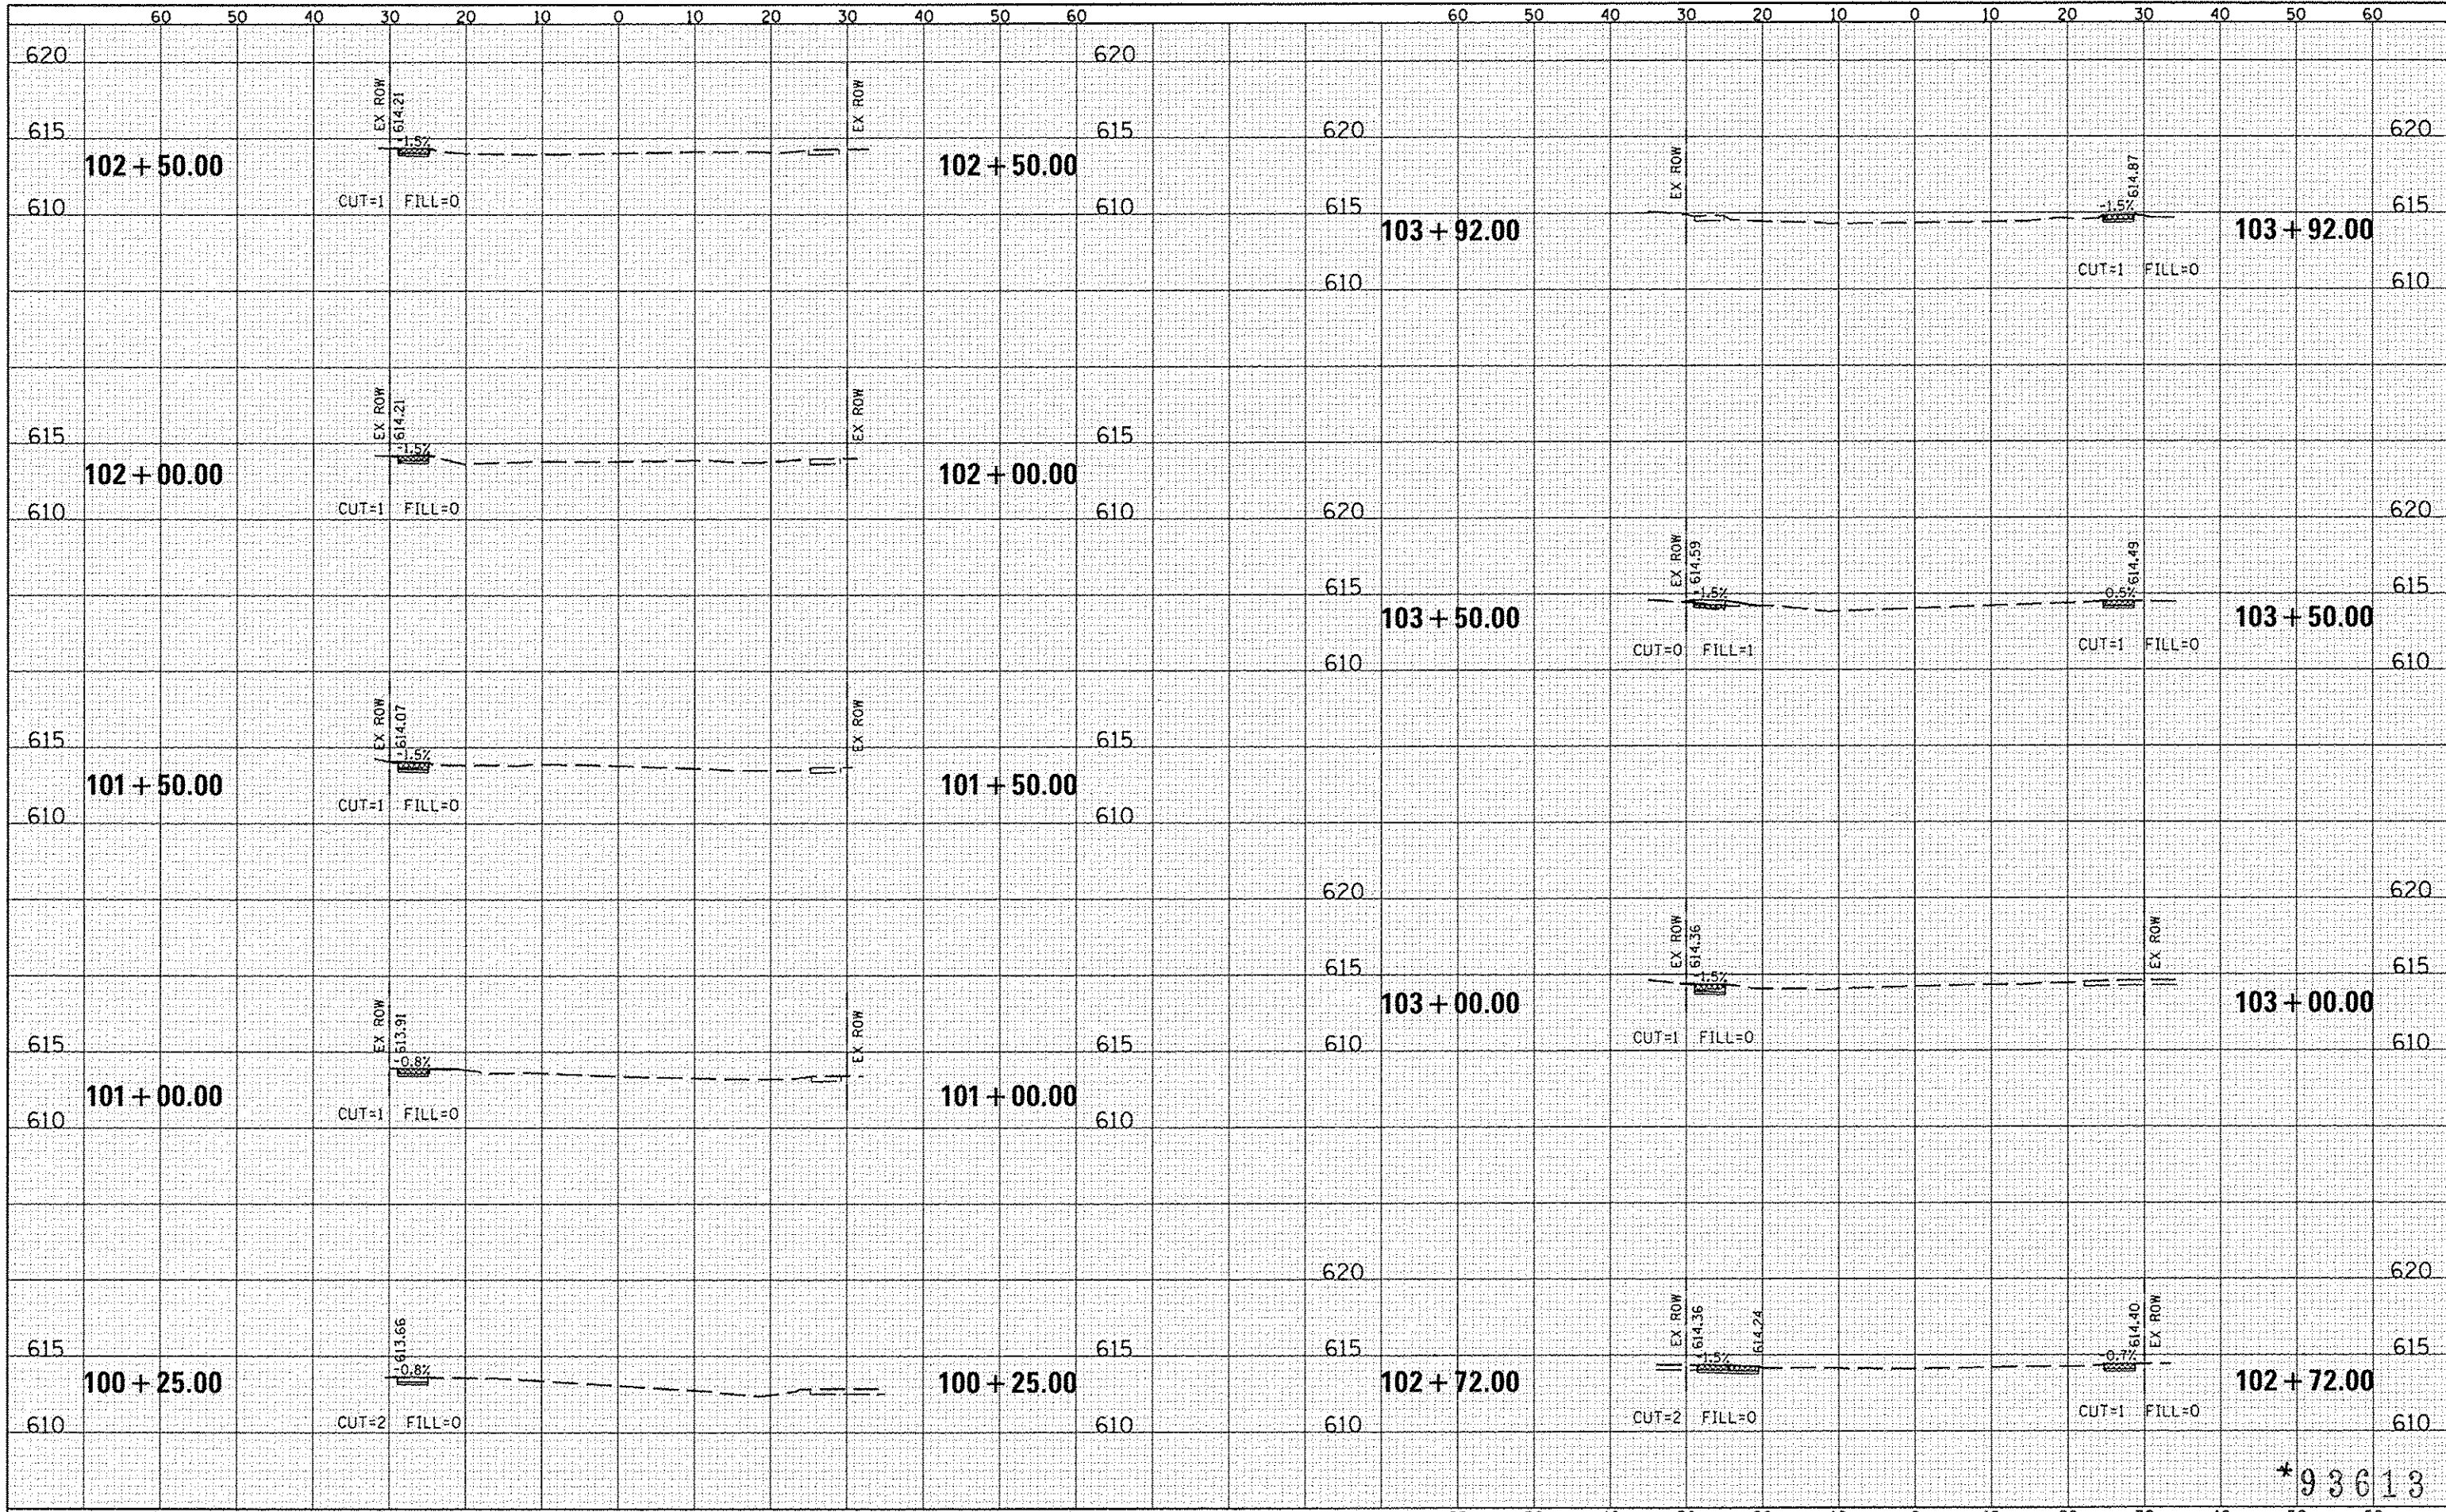 60 50 40 30 20 10 0 10 20 30 40 50 60
60 50 40 30 20 10 0 10 20 30 40 50 60
620 620
EX ROW 614.21 EX ROW
615 -1.5% 615
102+50.00 102+50.00
CUT=1 FILL=0
610 610
EX ROW 614.21 EX ROW
615 -1.5% 615
102+00.00 102+00.00
CUT=1 FILL=0
610 610
EX ROW 614.07 EX ROW
615 -1.5% 615
101+50.00 101+50.00
CUT=1 FILL=0
610 610
EX ROW 613.91 EX ROW
615 -0.8% 615
101+00.00 101+00.00
CUT=1 FILL=0
610 610
613.66
615 -0.8% 615
100+25.00 100+25.00
CUT=2 FILL=0
610 610
620 620
EX ROW 614.87
615 -1.5% 615
103+92.00 103+92.00
CUT=1 FILL=0
610 610
620 620
EX ROW 614.59 614.49
615 -1.5% 0.5% 615
103+50.00 103+50.00
CUT=0 FILL=1 CUT=1 FILL=0
610 610
620 620
EX ROW 614.36 EX ROW
615 -1.5% 615
103+00.00 103+00.00
CUT=1 FILL=0
610 610
620 620
EX ROW 614.36 614.24 614.40 EX ROW
615 -1.5% -0.7% 615
102+72.00 102+72.00
CUT=2 FILL=0 CUT=1 FILL=0
610 610
*93613